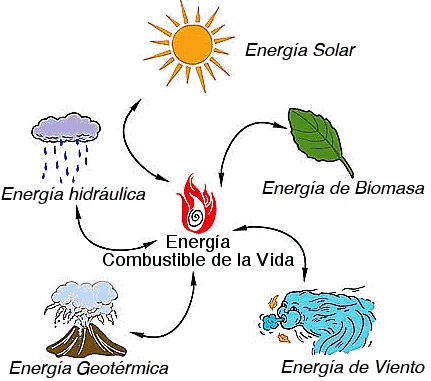 Energía Solar
Energía hidráulica
Energía de Biomasa
Energía
Combustible de la Vida
Energía Geotérmica
Energía de Viento